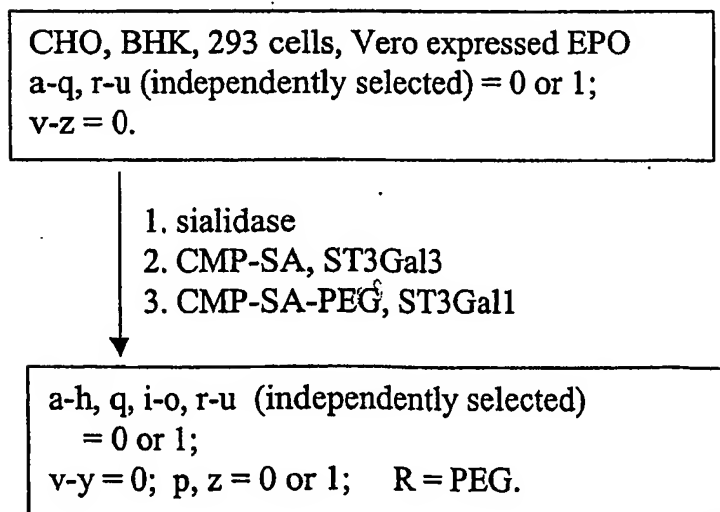 CHO, BHK, 293 cells, Vero expressed EPO
a-q, r-u (independently selected) = 0 or 1;
v-z = 0.
1. sialidase
2. CMP-SA, ST3Gal3
3. CMP-SA-PEG, ST3Gal1
a-h, q, i-o, r-u (independently selected)
= 0 or 1;
v-y = 0; p, z = 0 or 1; R = PEG.